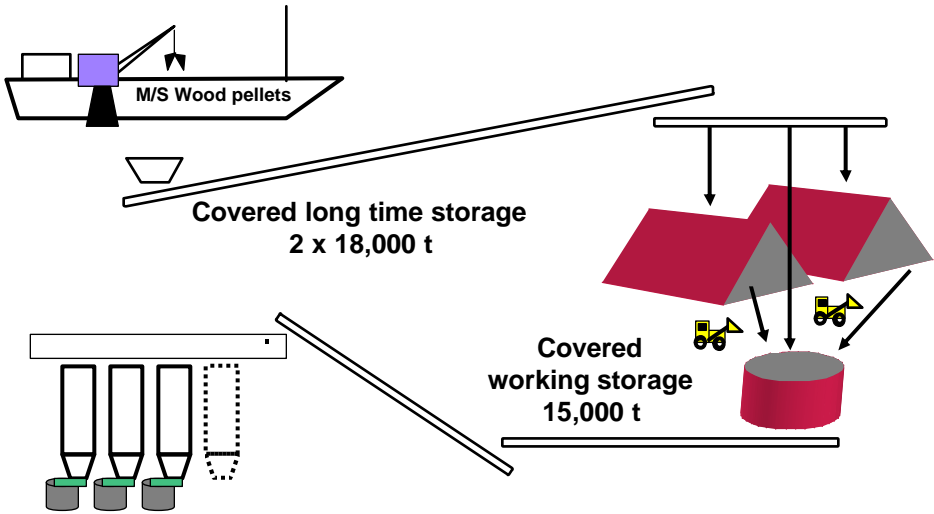 M/S Wood pellets
Covered long time storage
2 x 18,000 t
Covered
working storage
15,000 t